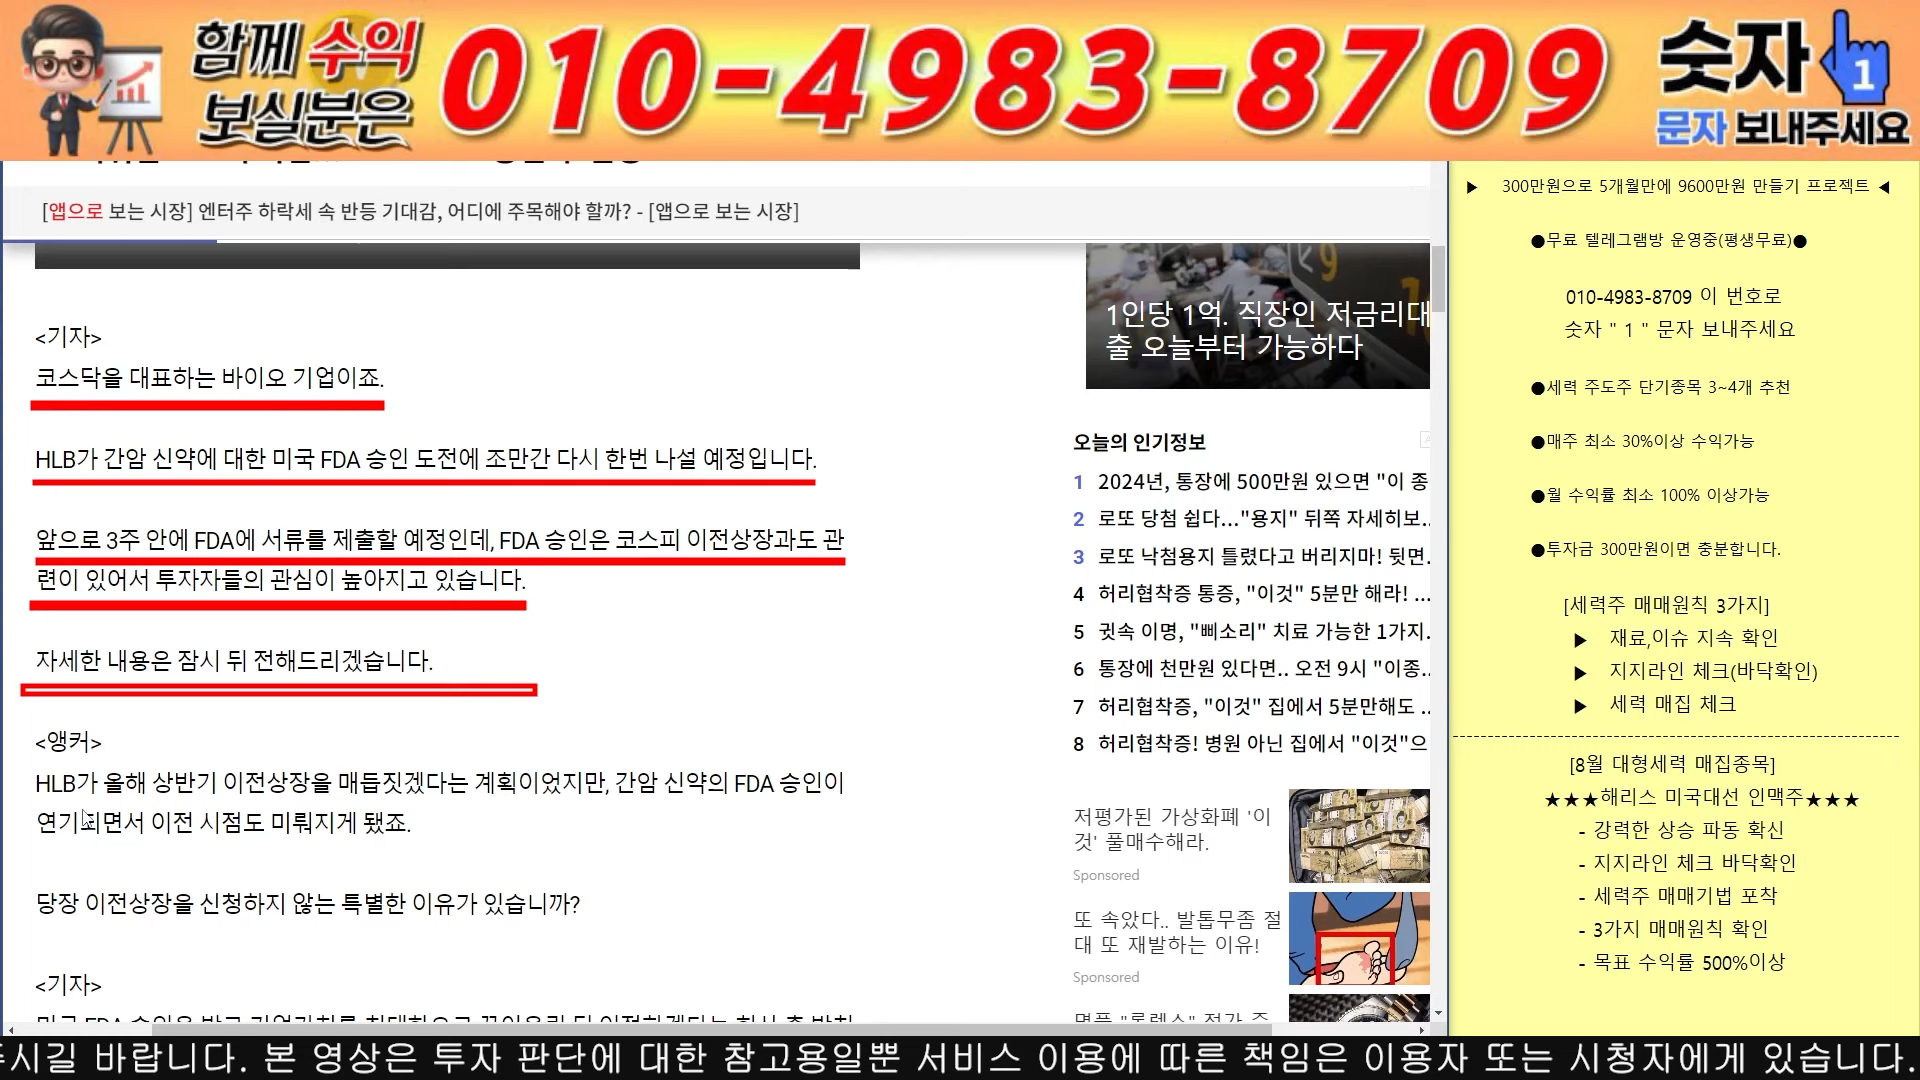 함께 수익
보실분은
010-4983-8709
숫자 1
문자 보내주세요
[앱으로 보는 시장] 엔터주 하락세 속 반등 기대감, 어디에 주목해야 할까? - [앱으로 보는 시장]
<기자>
코스닥을 대표하는 바이오 기업이죠.
HLB가 간암 신약에 대한 미국 FDA 승인 도전에 조만간 다시 한번 나설 예정입니다.
앞으로 3주 안에 FDA에 서류를 제출할 예정인데, FDA 승인은 코스피 이전상장과도 관
련이 있어서 투자자들의 관심이 높아지고 있습니다.
자세한 내용은 잠시 뒤 전해드리겠습니다.
<앵커>
HLB가 올해 상반기 이전상장을 매듭짓겠다는 계획이었지만, 간암 신약의 FDA 승인이
연기되면서 이전 시점도 미뤄지게 됐죠.
당장 이전상장을 신청하지 않는 특별한 이유가 있습니까?
<기자>
1인당 1억. 직장인 저금리대
출 오늘부터 가능하다
오늘의 인기정보
1 2024년, 통장에 500만원 있으면 "이 종
2 로또 당첨 쉽다..."용지" 뒤쪽 자세히보..
3 로또 낙첨용지 틀렸다고 버리지마! 뒷면.
4 허리협착증 통증, "이것" 5분만 해라! ...
5 귓속 이명, "삐소리" 치료 가능한 1가지.
6 통장에 천만원 있다면.. 오전 9시 "이종..
7 허리협착증, "이것" 집에서 5분만해도 ..
8 허리협착증! 병원 아닌 집에서 "이것"으
저평가된 가상화폐 '이
것' 풀매수해라.
Sponsored
또 속았다.. 발톱무좀 절
대 또 재발하는 이유!
Sponsored
▶ 300만원으로 5개월만에 9600만원 만들기 프로젝트 ◀
●무료 텔레그램방 운영중(평생무료)●
010-4983-8709 이 번호로
숫자 " 1 " 문자 보내주세요
●세력 주도주 단기종목 3~4개 추천
●매주 최소 30%이상 수익가능
●월 수익률 최소 100% 이상가능
●투자금 300만원이면 충분합니다.
[세력주 매매원칙 3가지]
▶ 재료,이슈 지속 확인
▶ 지지라인 체크(바닥확인)
▶ 세력 매집 체크
[8월 대형세력 매집종목]
★★★해리스 미국대선 인맥주★★★
- 강력한 상승 파동 확신
- 지지라인 체크 바닥확인
- 세력주 매매기법 포착
- 3가지 매매원칙 확인
- 목표 수익률 500%이상
주시길 바랍니다. 본 영상은 투자 판단에 대한 참고용일뿐 서비스 이용에 따른 책임은 이용자 또는 시청자에게 있습니다.